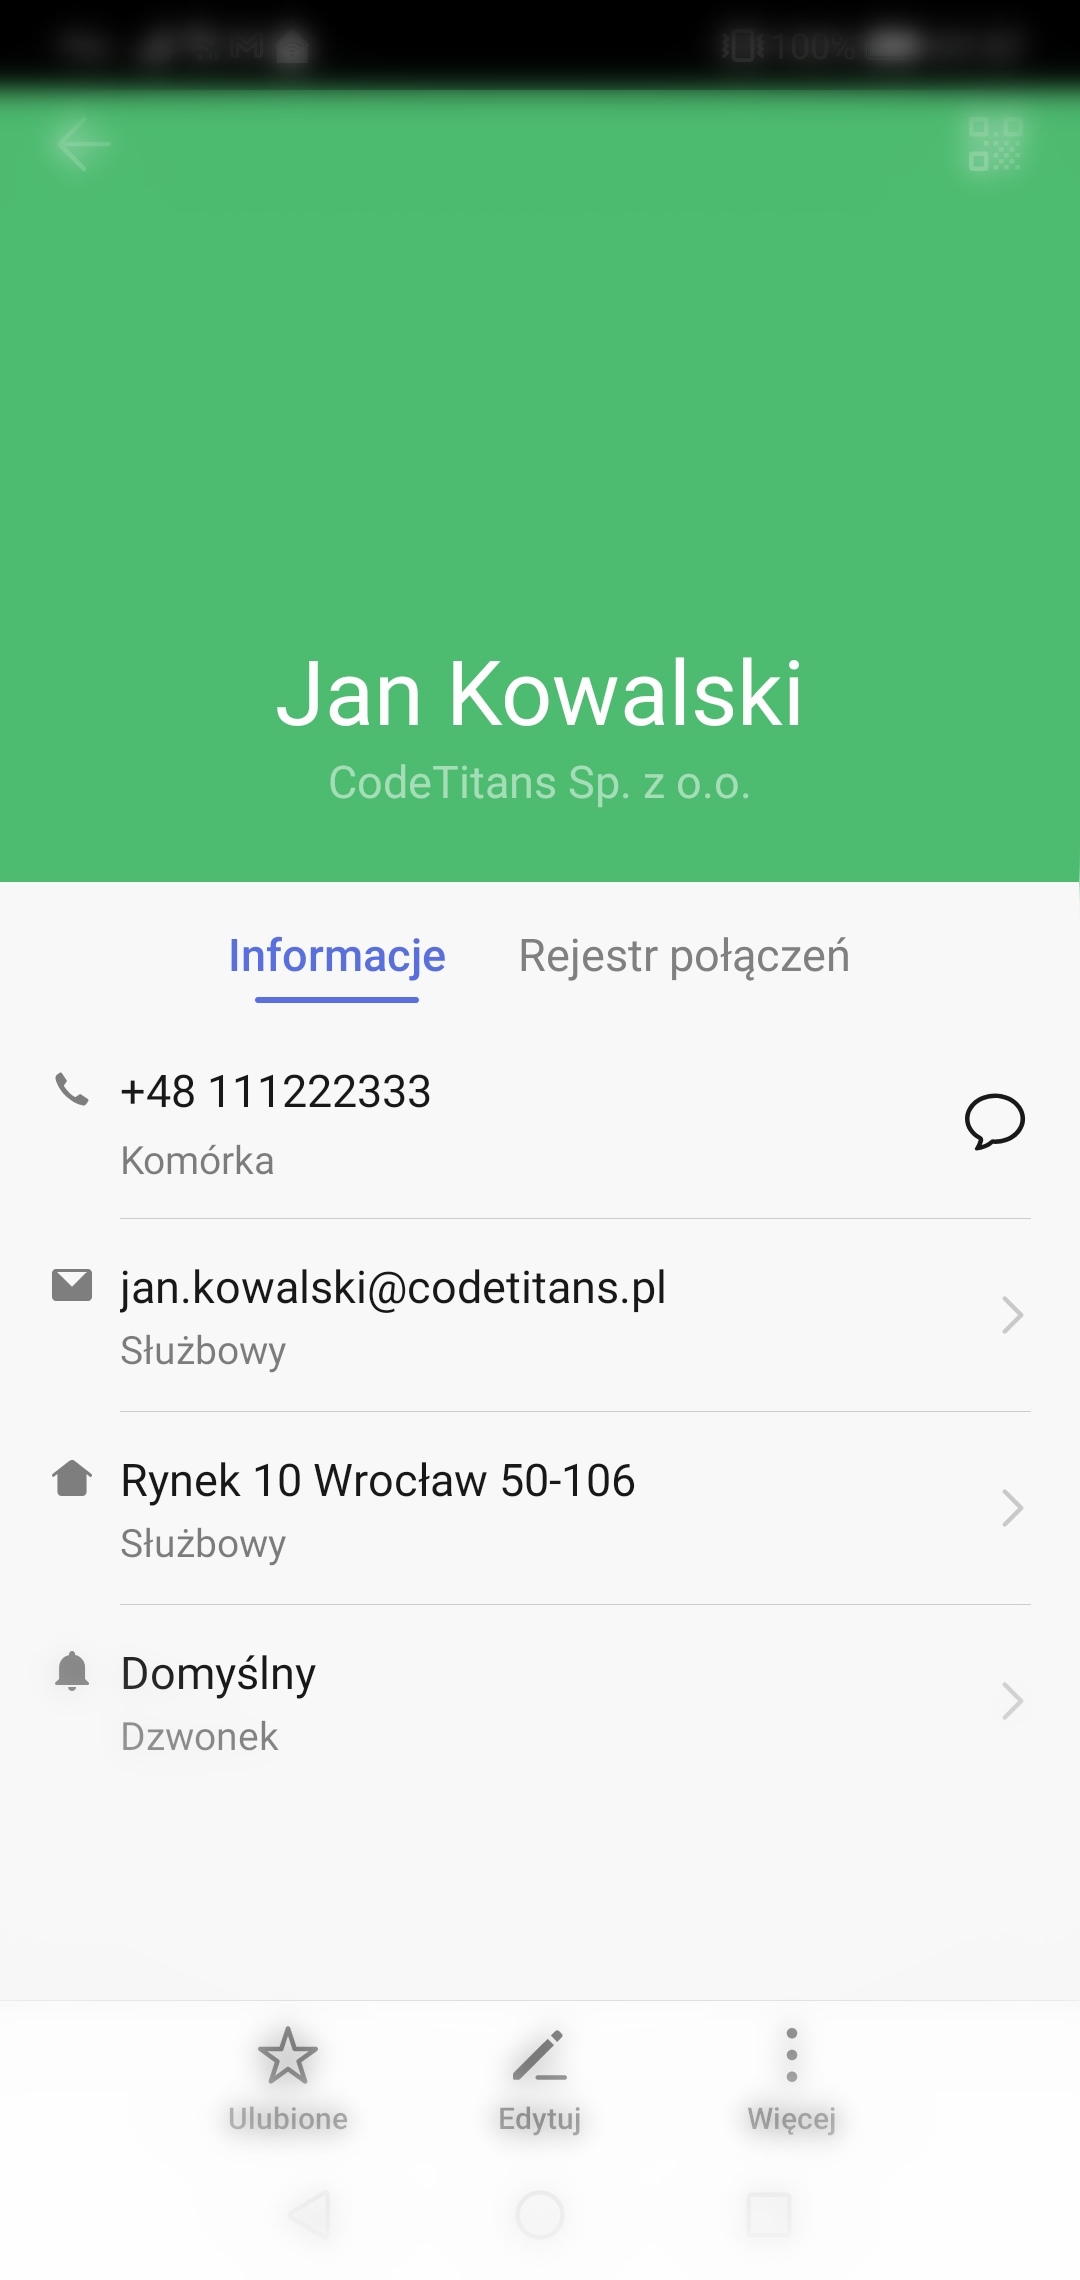 100%
Jan Kowalski
CodeTitans Sp. z o.o.
Informacje
Rejestr połączeń
+48 111222333
Komórka
jan.kowalski@codetitans.pl
Służbowy
Rynek 10 Wrocław 50-106
Służbowy
Domyślny
Dzwonek
Ulubione
Edytuj
Więcej